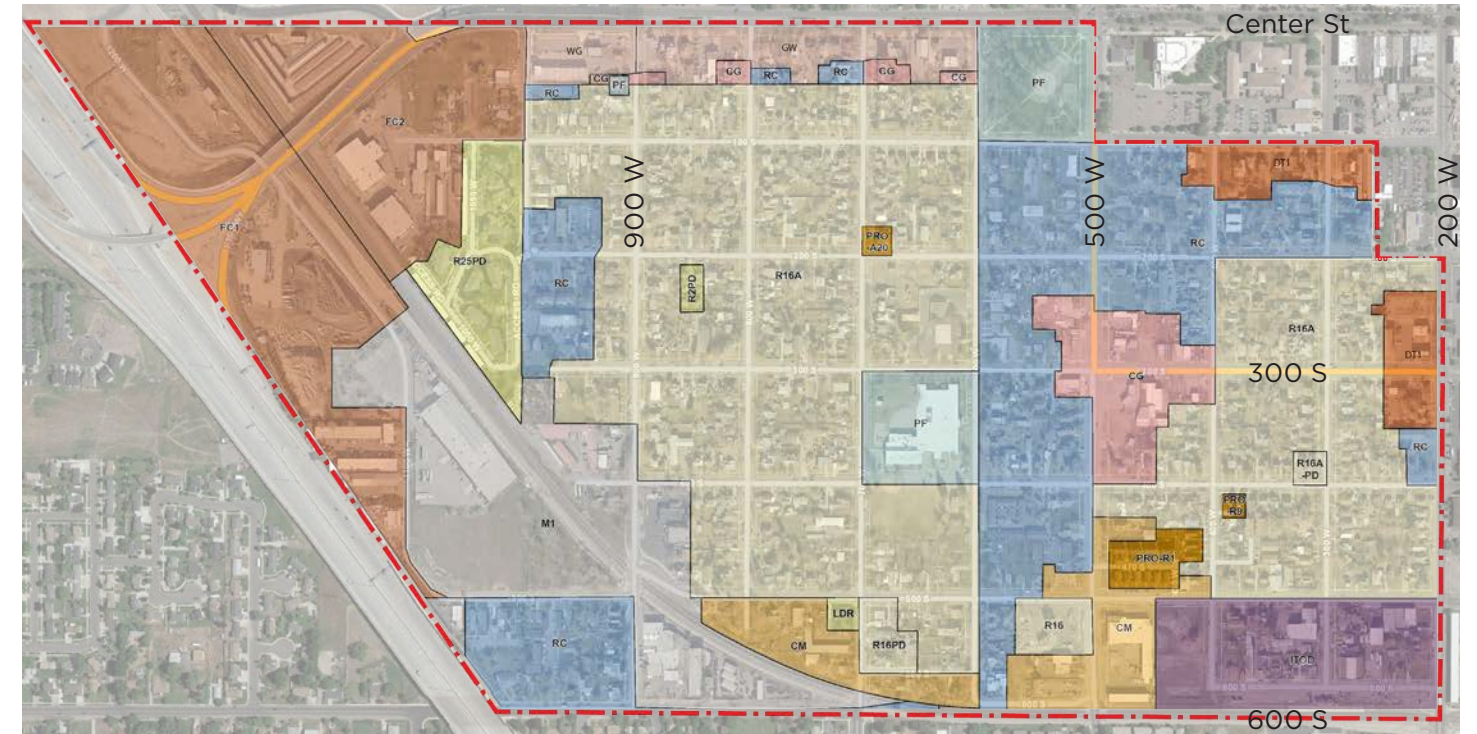 Center St
WG
GW
CG
PF
CG
RC
RC
CG
CG
RC
PF
FC2
DT1
900 W
500 W
200 W
FC1
R25PD
RC
R2PD
R16A
PRO
-A20
RC
R16A
DT1
CG
300 S
PF
RC
R16A
-PD
PRO
-R9
M1
PRO-R1
LDR
RC
CM
R16PD
R16
CM
ITOD
600 S